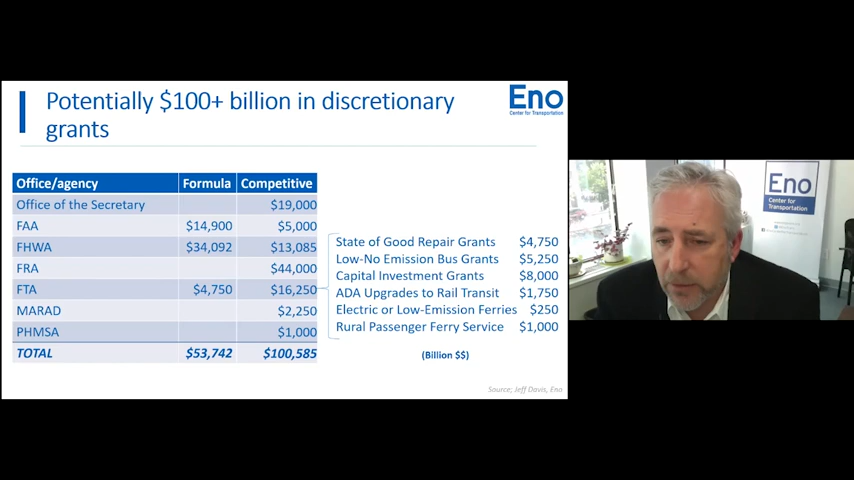 Potentially $100+ billion in discretionary
grants
Eno
Center for Transportation
Office/agency Formula Competitive
Office of the Secretary $19,000
FAA $14,900 $5,000
FHWA $34,092 $13,085
FRA $44,000
FTA $4,750 $16,250
MARAD $2,250
PHMSA $1,000
TOTAL $53,742 $100,585
State of Good Repair Grants $4,750
Low-No Emission Bus Grants $5,250
Capital Investment Grants $8,000
ADA Upgrades to Rail Transit $1,750
Electric or Low-Emission Ferries $250
Rural Passenger Ferry Service $1,000
(Billion $$)
Source; Jeff Davis, Eno
Eno
Center for
Transportation